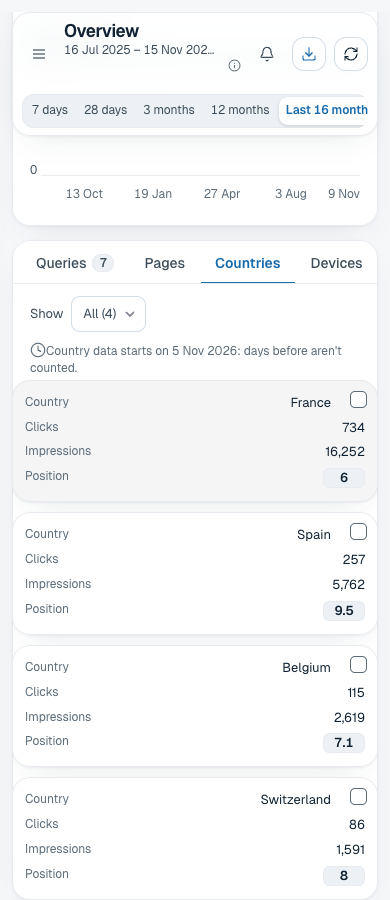 Overview
16 Jul 2025 – 15 Nov 202...
7 days 28 days 3 months 12 months Last 16 month
0
13 Oct 19 Jan 27 Apr 3 Aug 9 Nov
Queries 7 Pages Countries Devices
Show All (4)
Country data starts on 5 Nov 2026: days before aren't
counted.
Country France
Clicks 734
Impressions 16,252
Position 6
Country Spain
Clicks 257
Impressions 5,762
Position 9.5
Country Belgium
Clicks 115
Impressions 2,619
Position 7.1
Country Switzerland
Clicks 86
Impressions 1,591
Position 8